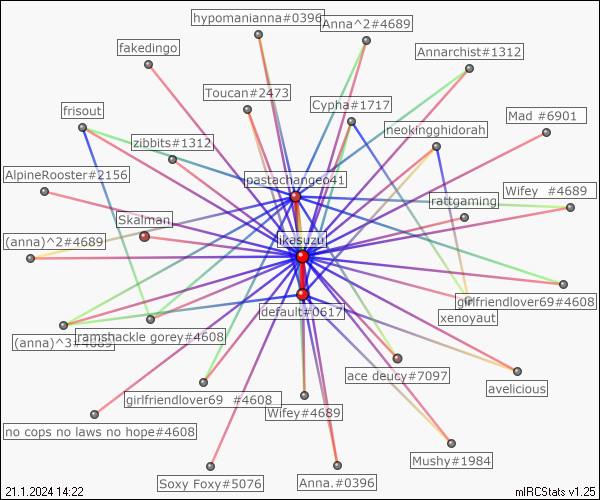 hypomanianna#0396
Anna^2#4689
fakedingo
Annarchist#1312
Toucan#2473
Cypha#1717
frisout
Mad #6901
neokingghidorah
zibbits#1312
AlpineRooster#2156
pastachangeo41
Wifey  #4689
rattgaming
Skalman
(anna)^2#4689
ikasuzu
girlfriendlover69#4608
default#0617
xenoyaut
ramshackle gorey#4608
(anna)^3#4689
ace deucy#7097
avelicious
girlfriendlover69  #4608
Wifey#4689
no cops no laws no hope#4608
Mushy#1984
Soxy Foxy#5076
Anna.#0396
21.1.2024 14:22
mIRCStats v1.25